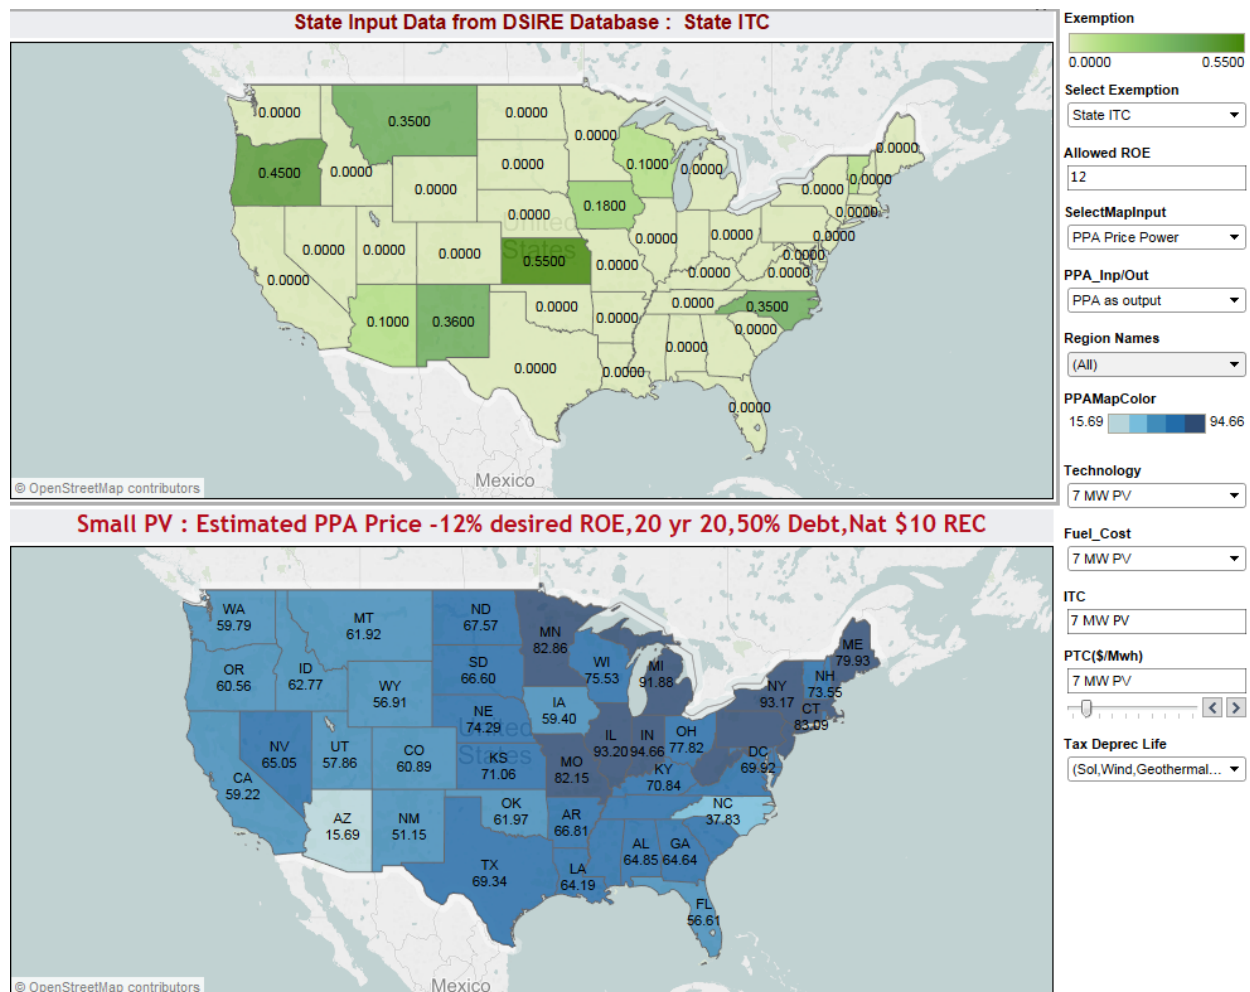 State Input Data from DSIRE Database : State ITC
0.0000
0.3500
0.0000
0.0000
0.4500
0.0000
0.0000
0.0000
0.1000
0.0000
0.0000
0.0000
0.0000
0.0000
0.1800
0.0000
United
States
0.0000
0.0000
0.0000
0.0000
0.0000
0.5500
0.0000
0.0000
0.0000
0.0000
0.0000
0.0000
0.0000
0.0000
0.1000
0.3600
0.0000
0.0000
0.0000
0.3500
0.0000
0.0000
0.0000
0.0000
0.0000
Mexico
© OpenStreetMap contributors
Small PV : Estimated PPA Price -12% desired ROE,20 yr 20,50% Debt,Nat $10 REC
WA
59.79
MT
61.92
ND
67.57
MN
82.86
OR
60.56
ID
62.77
WY
56.91
SD
66.60
WI
75.53
MI
91.88
ME
79.93
NY
93.17
NH
73.55
CT
83.09
NE
74.29
IA
59.40
United
States
NV
65.05
UT
57.86
CO
60.89
KS
71.06
MO
82.15
IL
93.20
IN
94.66
OH
77.82
DC
69.92
KY
70.84
CA
59.22
AZ
15.69
NM
51.15
OK
61.97
AR
66.81
NC
37.83
TX
69.34
LA
64.19
AL
64.85
GA
64.64
FL
56.61
Mexico
© OpenStreetMap contributors
Exemption
0.0000 0.5500
Select Exemption
State ITC
Allowed ROE
12
SelectMapInput
PPA Price Power
PPA_Inp/Out
PPA as output
Region Names
(All)
PPAMapColor
15.69 94.66
Technology
7 MW PV
Fuel_Cost
7 MW PV
ITC
7 MW PV
PTC($/Mwh)
7 MW PV
Tax Deprec Life
(Sol,Wind,Geothermal...